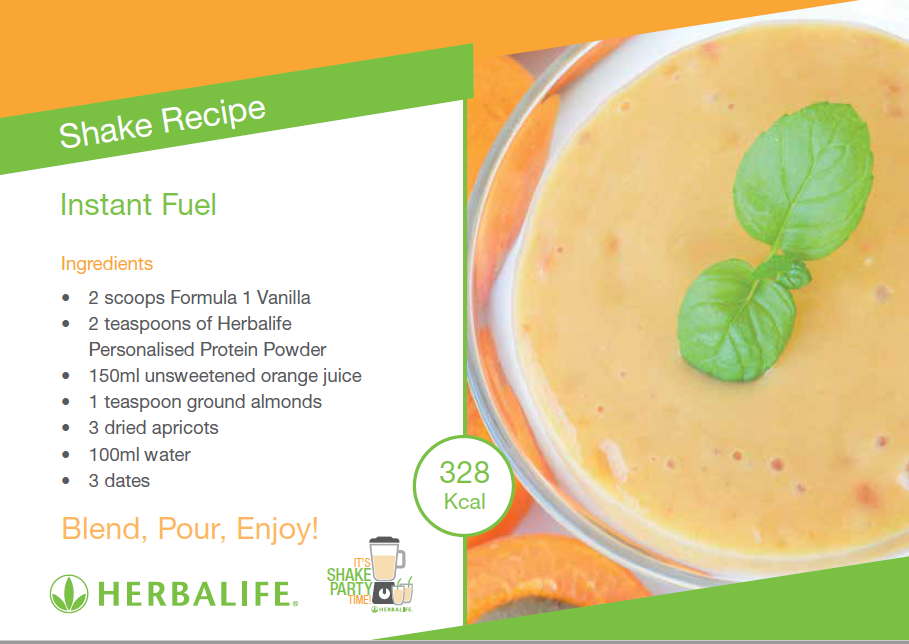 Shake Recipe
Instant Fuel
Ingredients
• 2 scoops Formula 1 Vanilla
• 2 teaspoons of Herbalife
Personalised Protein Powder
• 150ml unsweetened orange juice
• 1 teaspoon ground almonds
• 3 dried apricots
• 100ml water
• 3 dates
328
Kcal
Blend, Pour, Enjoy!
HERBALIFE®
IT'S
SHAKE
PARTY
TIME!
HERBALIFE.